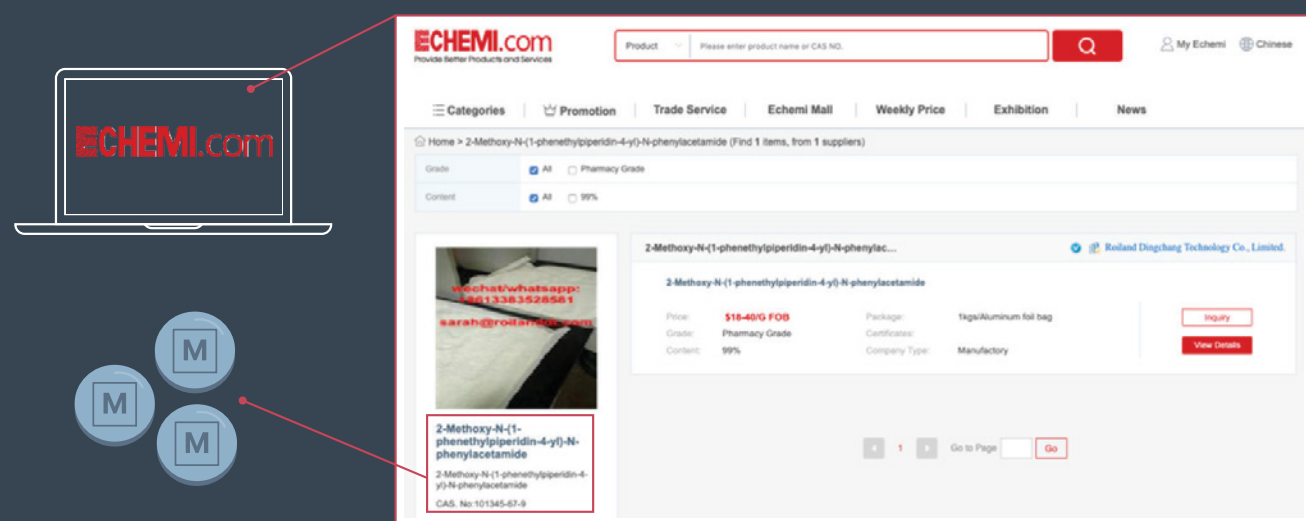 ECHEMI.com
ECHEMI.com
Provide Better Products and Services
Product Please enter product name or CAS NO.
My Echemi Chinese
Categories Promotion Trade Service Echemi Mall Weekly Price Exhibition News
Home > 2-Methoxy-N-(1-phenethylpiperidin-4-yl)-N-phenylacetamide (Find 1 items, from 1 suppliers)
Grade All Pharmacy Grade
Content All 99%
wechat/whatsapp:
2-Methoxy-N-(1-phenethylpiperidin-4-yl)-N-phenylac... Roiland Dingchang Technology Co., Limited.
2-Methoxy-N-(1-phenethylpiperidin-4-yl)-N-phenylacetamide
Price: $18-40/G FOB Package: 1kgs/Aluminum foil bag Inquiry
Grade: Pharmacy Grade Certificates:
Content: 99% Company Type: Manufactory View Details
M
M
M
2-Methoxy-N-(1-
phenethylpiperidin-4-yl)-N-
phenylacetamide
2-Methoxy-N-(1-phenethylpiperidin-4-
yl)-N-phenylacetamide
CAS. No:101345-67-9
1 Go to Page Go